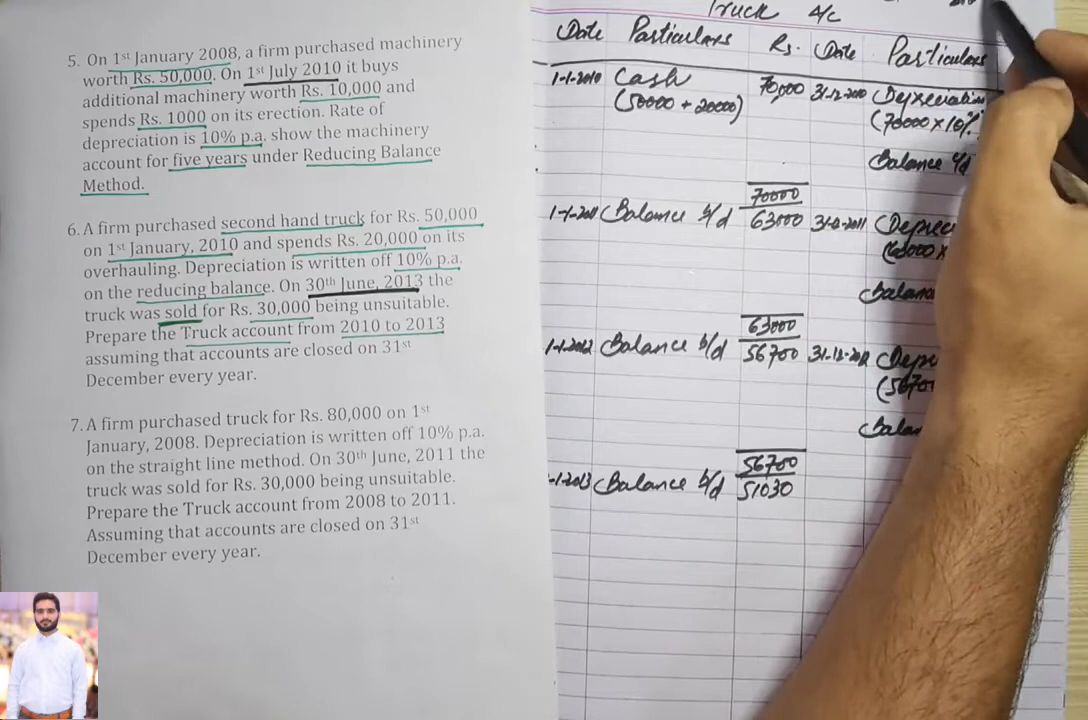 5. On 1st January 2008, a firm purchased machinery
worth Rs. 50,000. On 1st July 2010 it buys
additional machinery worth Rs. 10,000 and
spends Rs. 1000 on its erection. Rate of
depreciation is 10% p.a. show the machinery
account for five years under Reducing Balance
Method.
6. A firm purchased second hand truck for Rs. 50,000
on 1st January, 2010 and spends Rs. 20,000 on its
overhauling. Depreciation is written off 10% p.a.
on the reducing balance. On 30th June, 2013 the
truck was sold for Rs. 30,000 being unsuitable.
Prepare the Truck account from 2010 to 2013
assuming that accounts are closed on 31st
December every year.
7. A firm purchased truck for Rs. 80,000 on 1st
January, 2008. Depreciation is written off 10% p.a.
on the straight line method. On 30th June, 2011 the
truck was sold for Rs. 30,000 being unsuitable.
Prepare the Truck account from 2008 to 2011.
Assuming that accounts are closed on 31st
December every year.
Truck A/c
Date Particulars Rs. Date Particulars
1-1-2010 Cash 70,000 31-12-2010 Depreciation
(50000 + 20000) (70000 x 10%
Balance c/d
70000
1-1-2011 Balance b/d 63000 31-12-2011 Deprec
(63000 x
Balanc
63000
1-1-2012 Balance b/d 56700 31-12-2012 Depre
(5670
Balan
56700
-1-2013 Balance b/d 51030